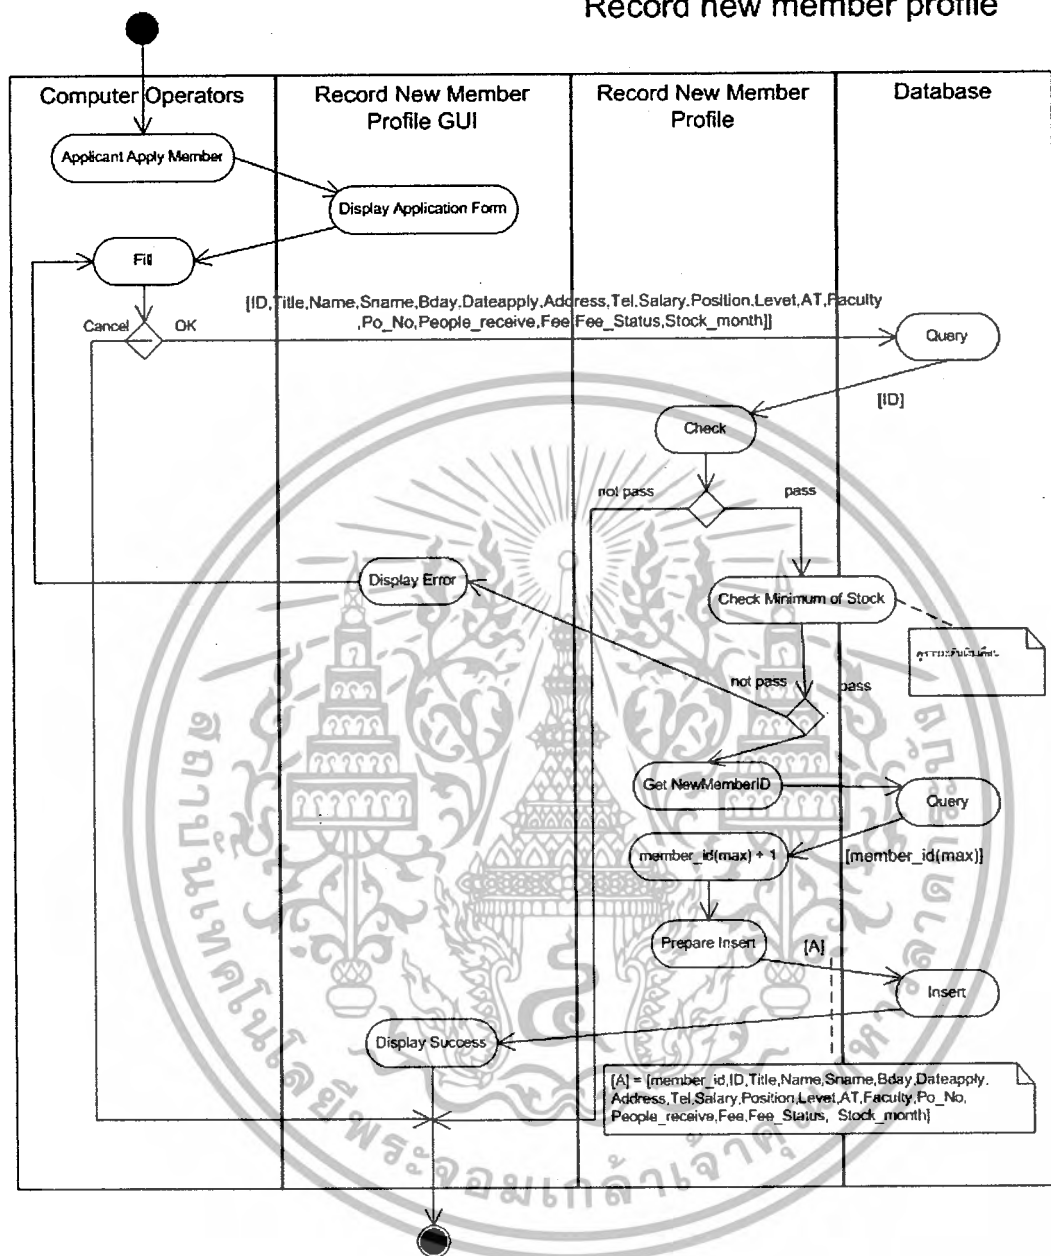 Record new member profile
Computer Operators
Record New Member
Profile GUI
Record New Member
Profile
Database
Applicant Apply Member
Display Application Form
Fill
[ID,Title,Name,Sname,Bday,Dateapply,Address,Tel,Salary,Position,Level,AT,Faculty
,Po_No,People_receive,Fee,Fee_Status,Stock_month]]
Cancel
OK
Query
[ID]
Check
not pass
pass
Display Error
Check Minimum of Stock
not pass
pass
Get NewMemberID
Query
member_id(max) + 1
[member_id(max)]
Prepare Insert
[A]
Insert
Display Success
[A] = [member_id,ID,Title,Name,Sname,Bday,Dateapply,
Address,Tel,Salary,Position,Level,AT,Faculty,Po_No,
People_receive,Fee,Fee_Status, Stock_month]